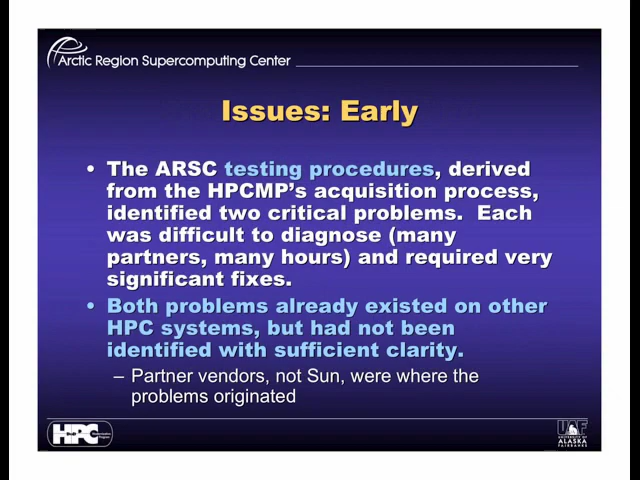 Arctic Region Supercomputing Center
Issues: Early
• The ARSC testing procedures, derived
from the HPCMP's acquisition process,
identified two critical problems.  Each
was difficult to diagnose (many
partners, many hours) and required very
significant fixes.
• Both problems already existed on other
HPC systems, but had not been
identified with sufficient clarity.
– Partner vendors, not Sun, were where the
problems originated
HPC
UAF
UNIVERSITY OF
ALASKA
FAIRBANKS